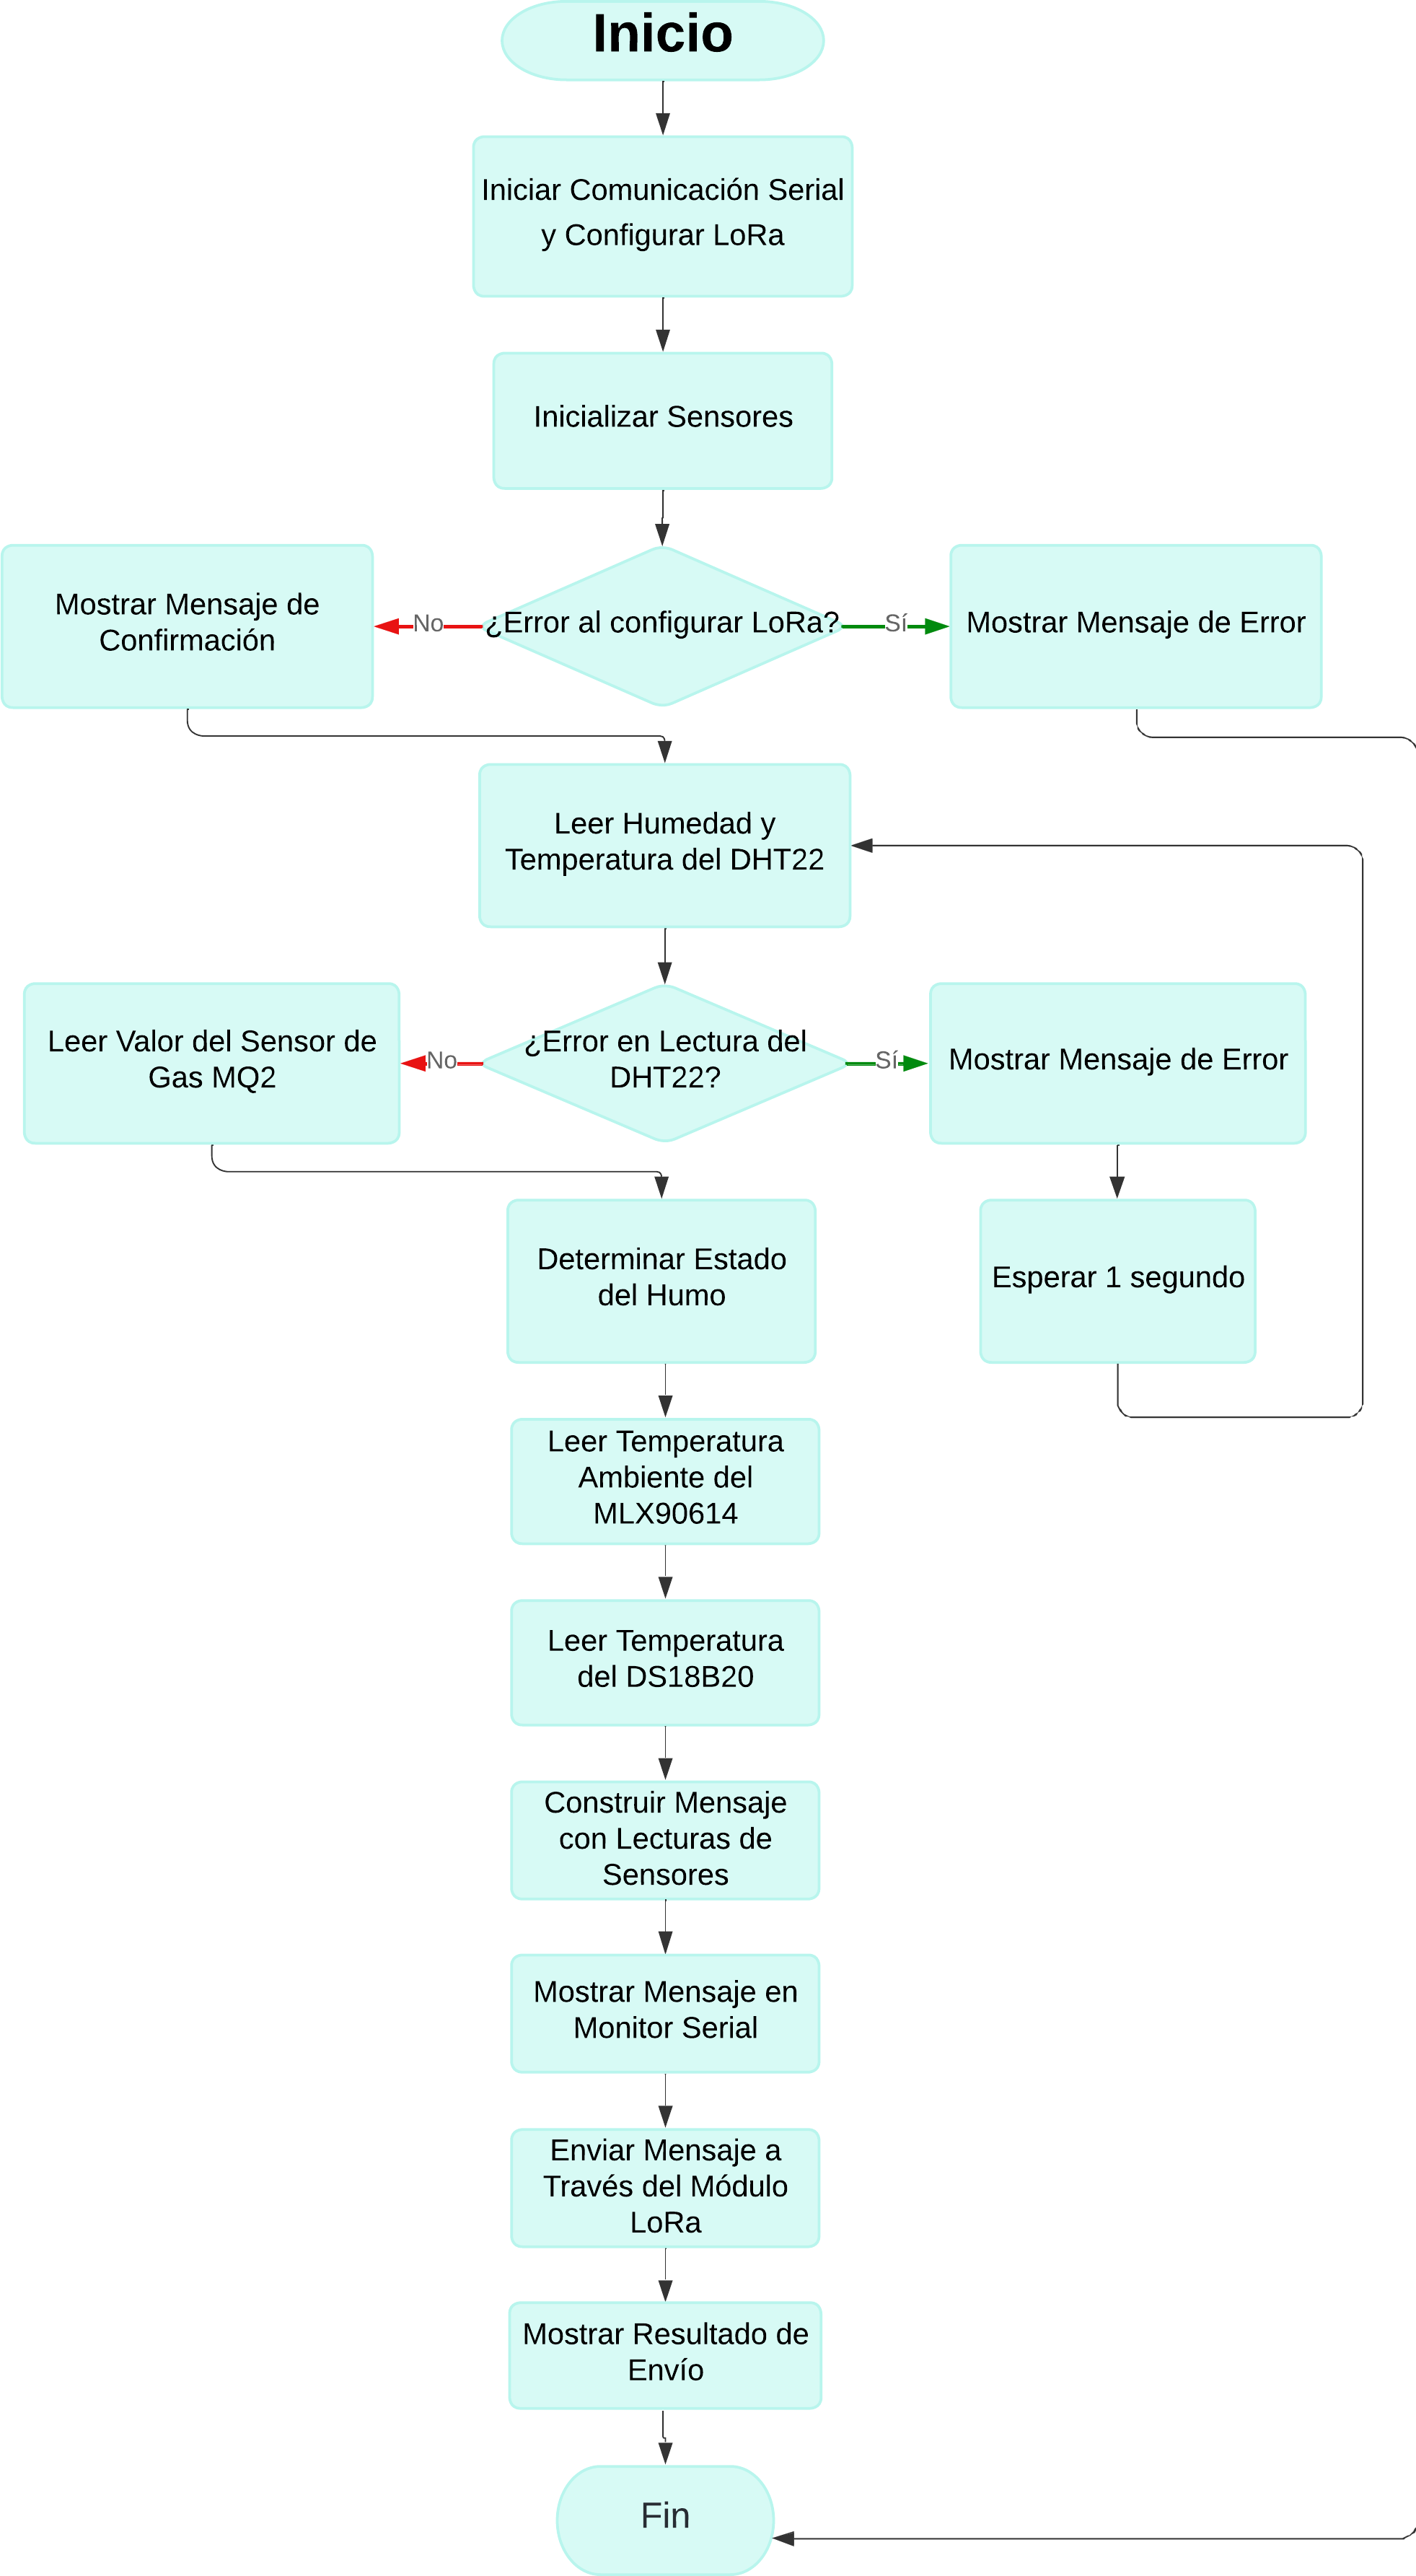 Inicio
Iniciar Comunicación Serial
y Configurar LoRa
Inicializar Sensores
Mostrar Mensaje de
Confirmación
No
¿Error al configurar LoRa?
Sí
Mostrar Mensaje de Error
Leer Humedad y
Temperatura del DHT22
Leer Valor del Sensor de
Gas MQ2
No
¿Error en Lectura del
DHT22?
Sí
Mostrar Mensaje de Error
Determinar Estado
del Humo
Esperar 1 segundo
Leer Temperatura
Ambiente del
MLX90614
Leer Temperatura
del DS18B20
Construir Mensaje
con Lecturas de
Sensores
Mostrar Mensaje en
Monitor Serial
Enviar Mensaje a
Través del Módulo
LoRa
Mostrar Resultado de
Envío
Fin